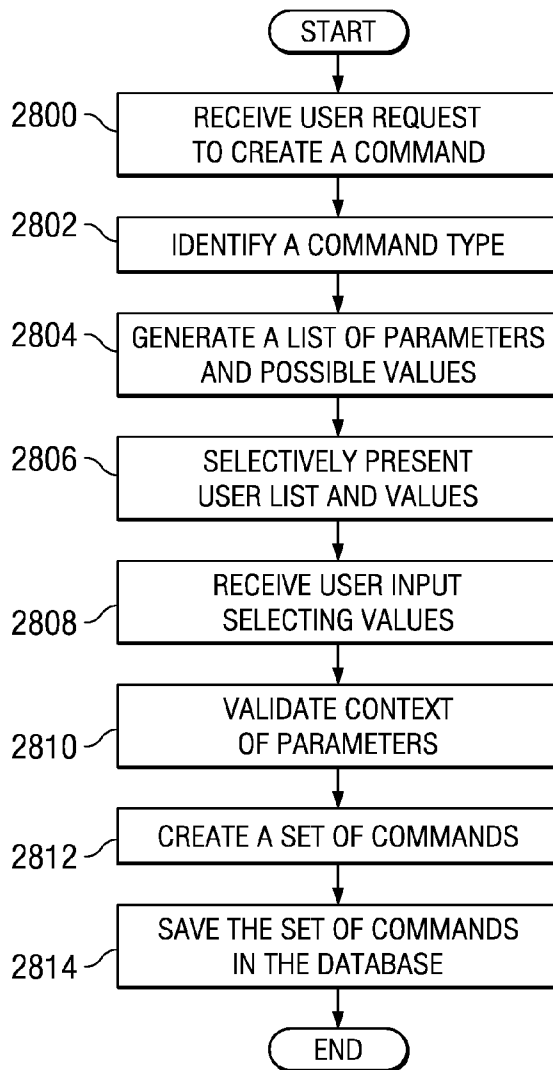 START
2800
RECEIVE USER REQUEST
TO CREATE A COMMAND
2802
IDENTIFY A COMMAND TYPE
2804
GENERATE A LIST OF PARAMETERS
AND POSSIBLE VALUES
2806
SELECTIVELY PRESENT
USER LIST AND VALUES
2808
RECEIVE USER INPUT
SELECTING VALUES
2810
VALIDATE CONTEXT
OF PARAMETERS
2812
CREATE A SET OF COMMANDS
2814
SAVE THE SET OF COMMANDS
IN THE DATABASE
END